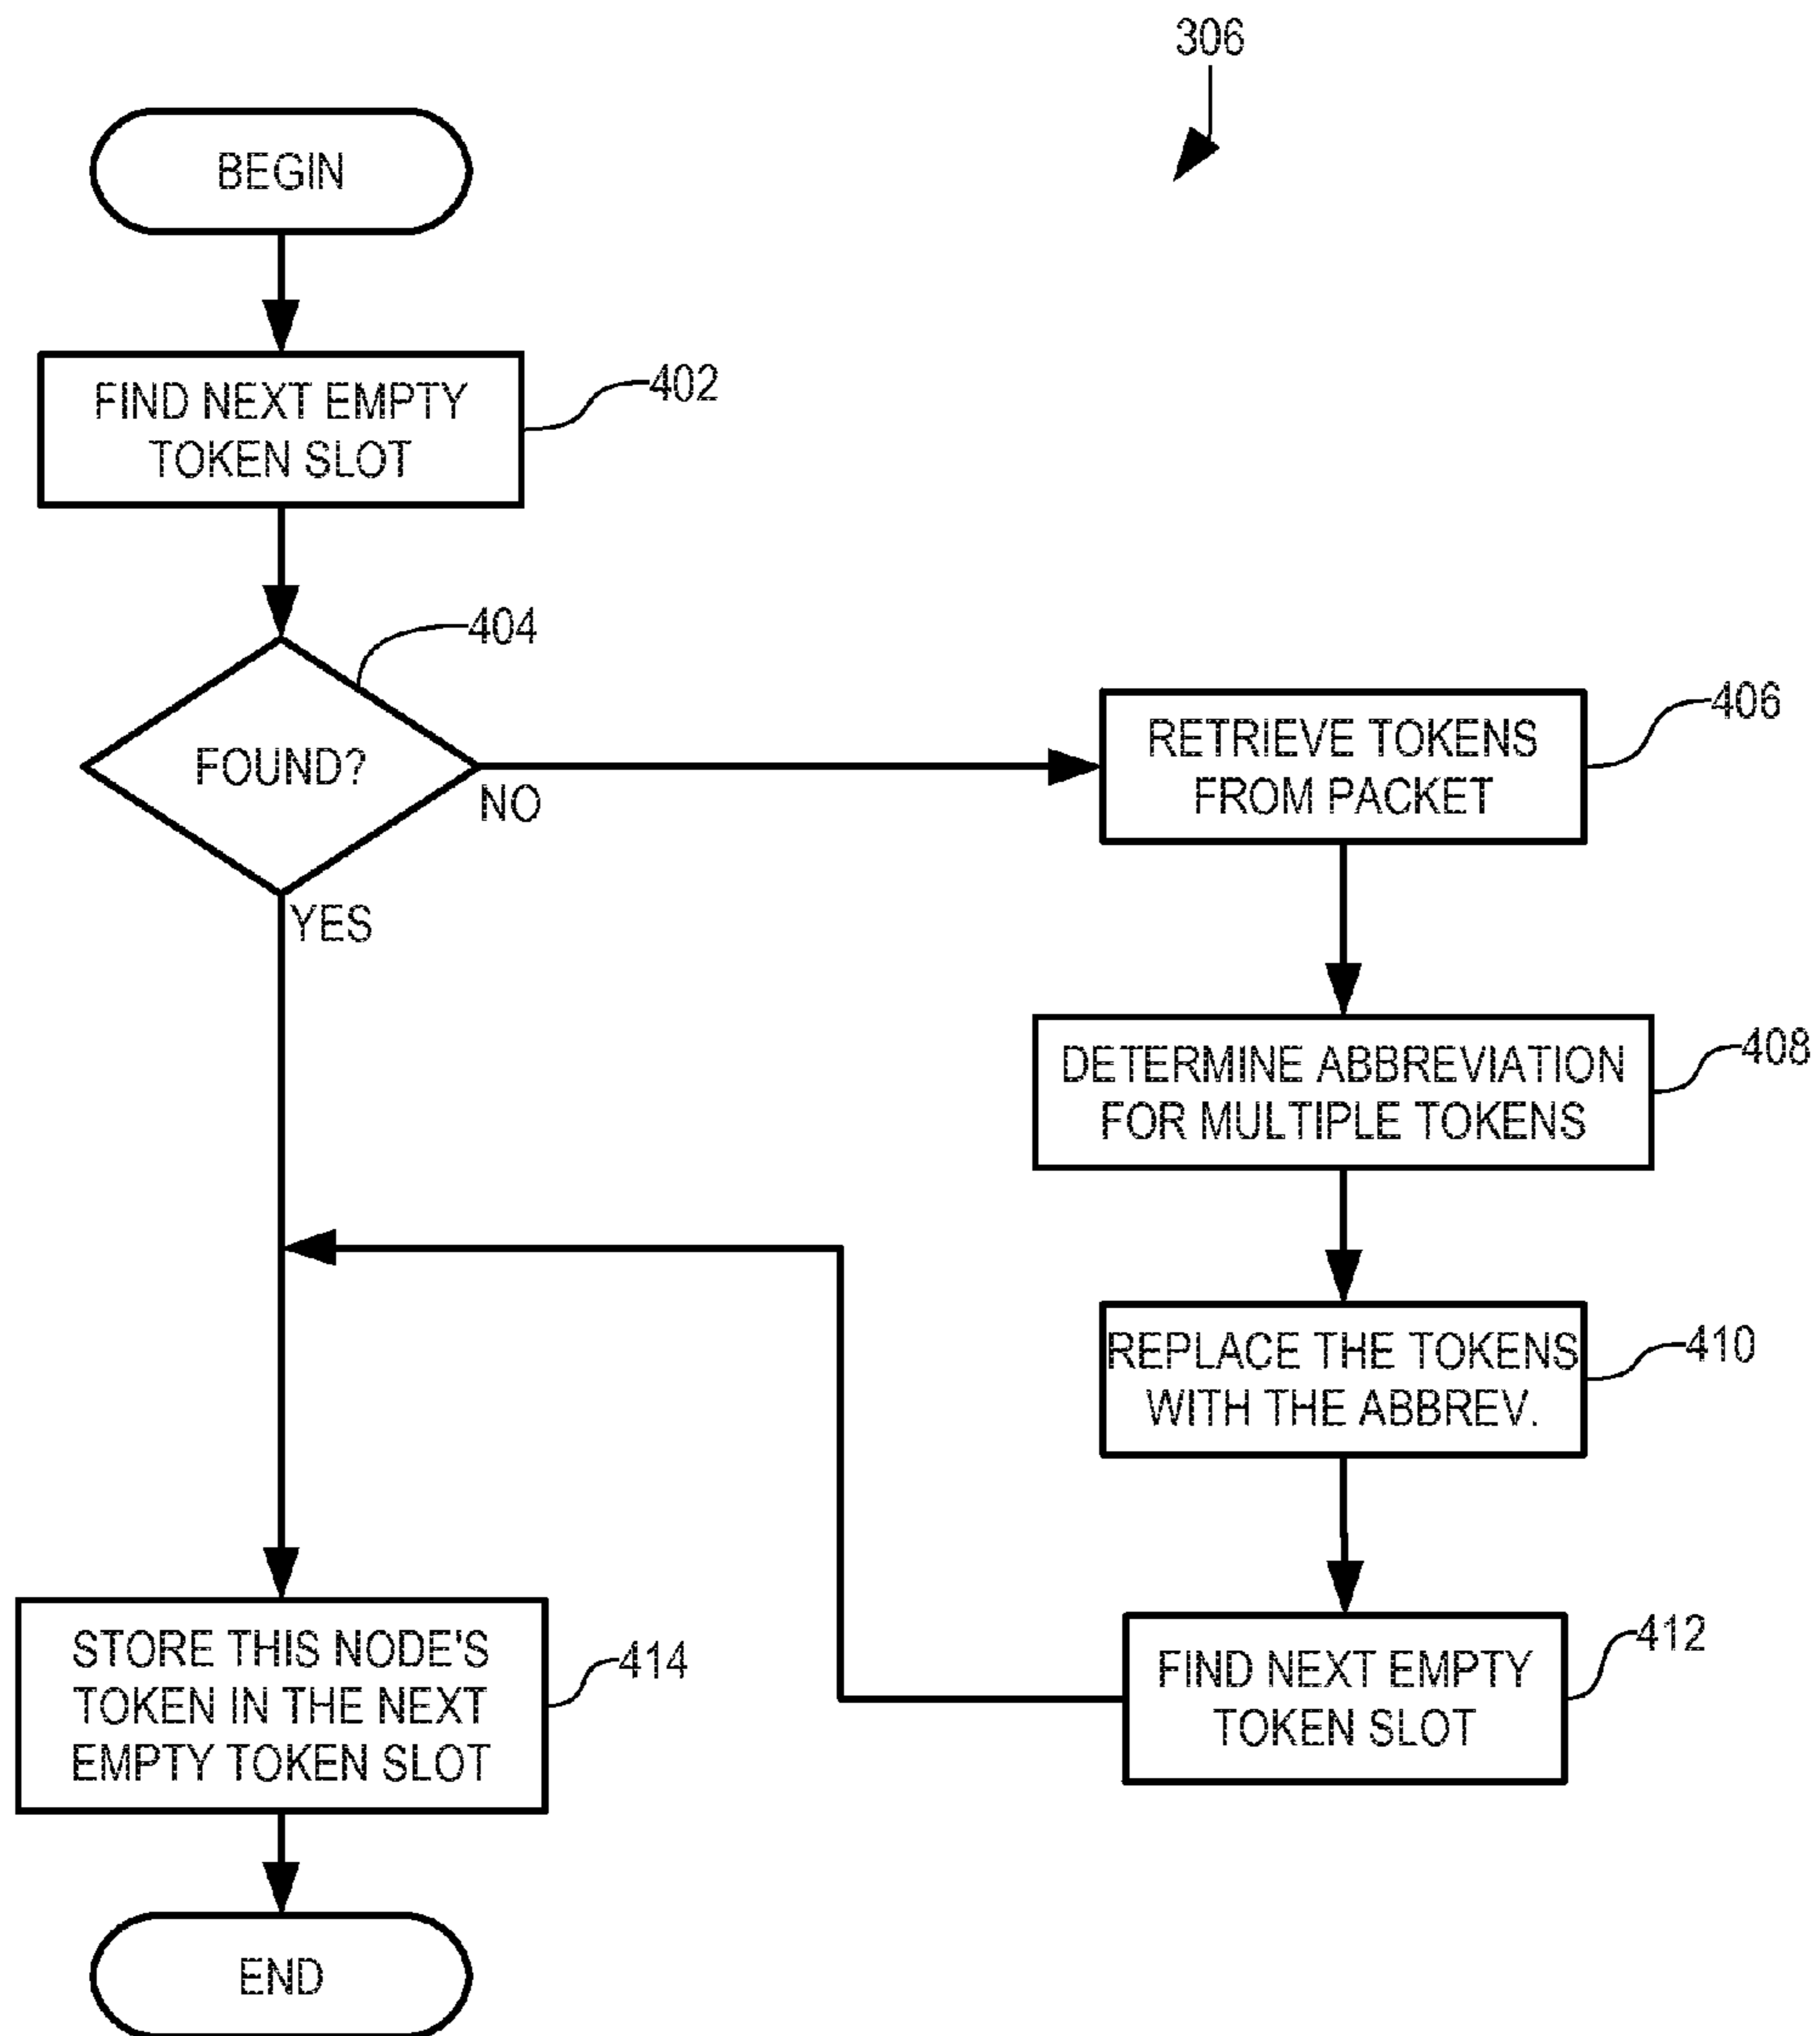 306
BEGIN
FIND NEXT EMPTY
TOKEN SLOT
402
FOUND?
404
NO
YES
RETRIEVE TOKENS
FROM PACKET
406
DETERMINE ABBREVIATION
FOR MULTIPLE TOKENS
408
REPLACE THE TOKENS
WITH THE ABBREV.
410
FIND NEXT EMPTY
TOKEN SLOT
412
STORE THIS NODE'S
TOKEN IN THE NEXT
EMPTY TOKEN SLOT
414
END